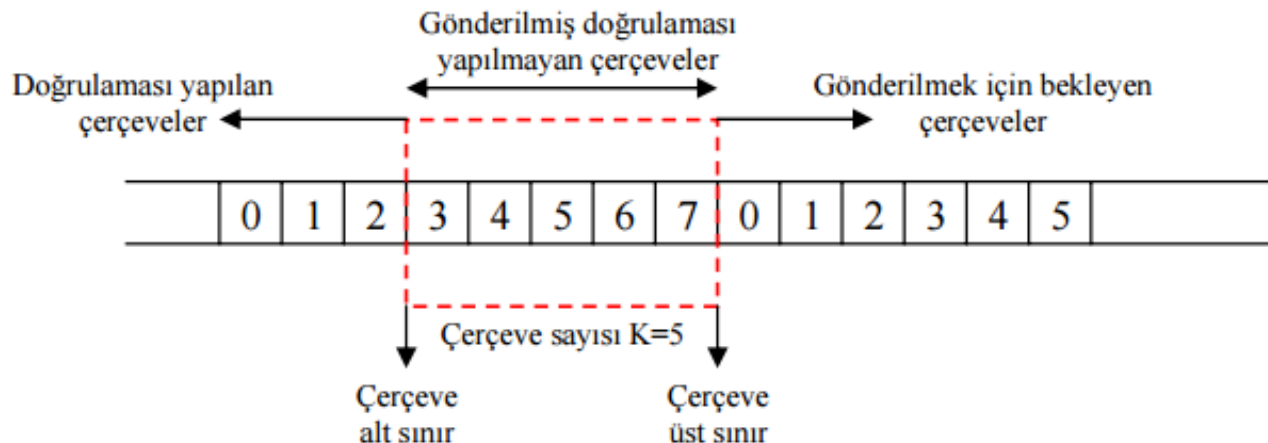 Gönderilmiş doğrulaması
yapılmayan çerçeveler
Doğrulaması yapılan
çerçeveler
Gönderilmek için bekleyen
çerçeveler
0 1 2 3 4 5 6 7 0 1 2 3 4 5
Çerçeve sayısı K=5
Çerçeve
alt sınır
Çerçeve
üst sınır